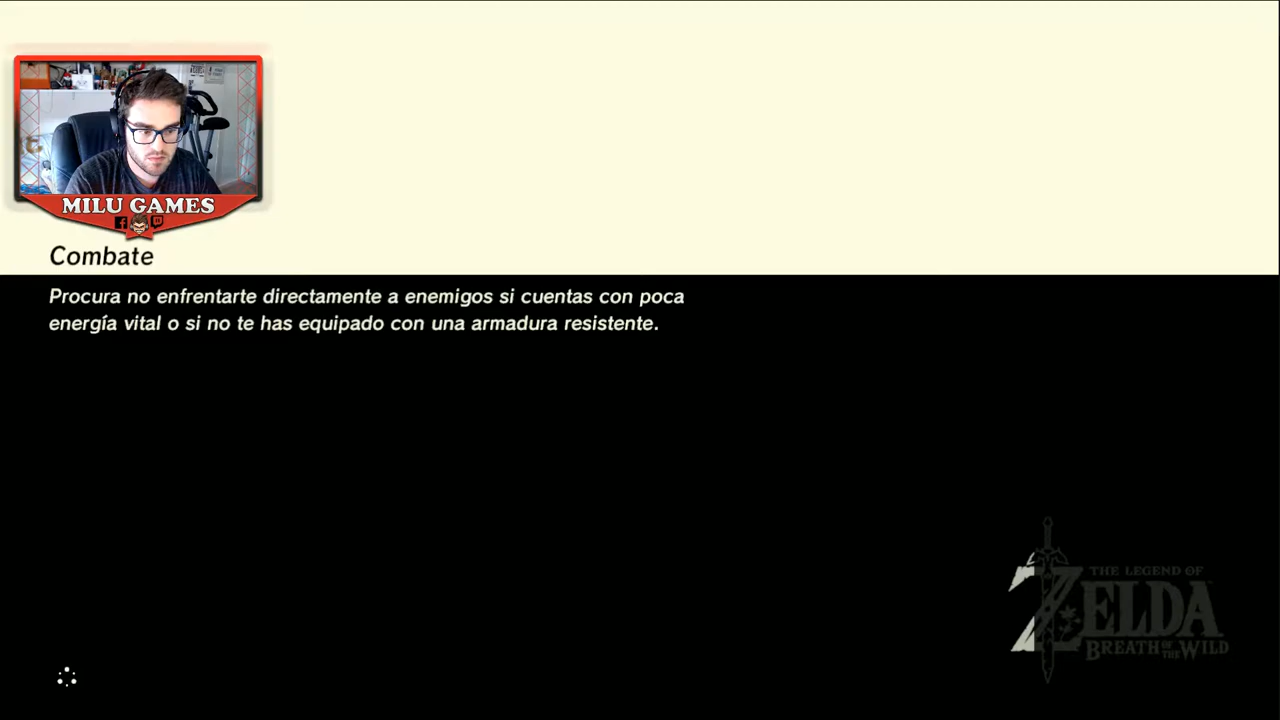 MILU GAMES
Combate
Procura no enfrentarte directamente a enemigos si cuentas con poca
energía vital o si no te has equipado con una armadura resistente.
THE LEGEND OF
ZELDA
BREATH OF THE WILD